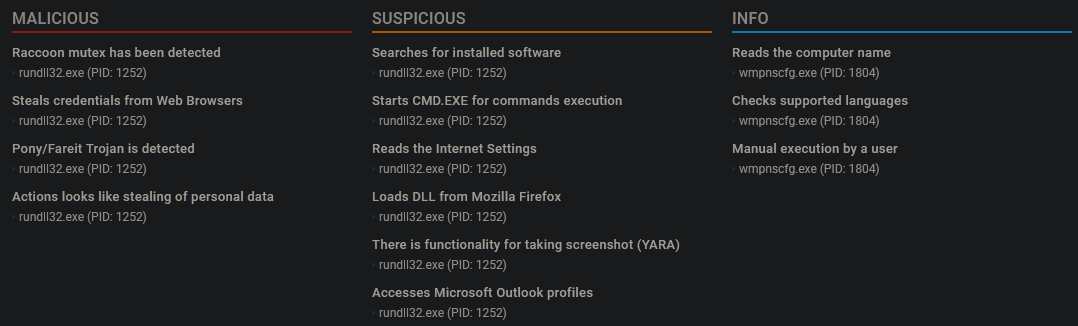 MALICIOUS
Raccoon mutex has been detected
rundll32.exe (PID: 1252)
Steals credentials from Web Browsers
rundll32.exe (PID: 1252)
Pony/Fareit Trojan is detected
rundll32.exe (PID: 1252)
Actions looks like stealing of personal data
rundll32.exe (PID: 1252)
SUSPICIOUS
Searches for installed software
rundll32.exe (PID: 1252)
Starts CMD.EXE for commands execution
rundll32.exe (PID: 1252)
Reads the Internet Settings
rundll32.exe (PID: 1252)
Loads DLL from Mozilla Firefox
rundll32.exe (PID: 1252)
There is functionality for taking screenshot (YARA)
rundll32.exe (PID: 1252)
Accesses Microsoft Outlook profiles
rundll32.exe (PID: 1252)
INFO
Reads the computer name
wmpnscfg.exe (PID: 1804)
Checks supported languages
wmpnscfg.exe (PID: 1804)
Manual execution by a user
wmpnscfg.exe (PID: 1804)